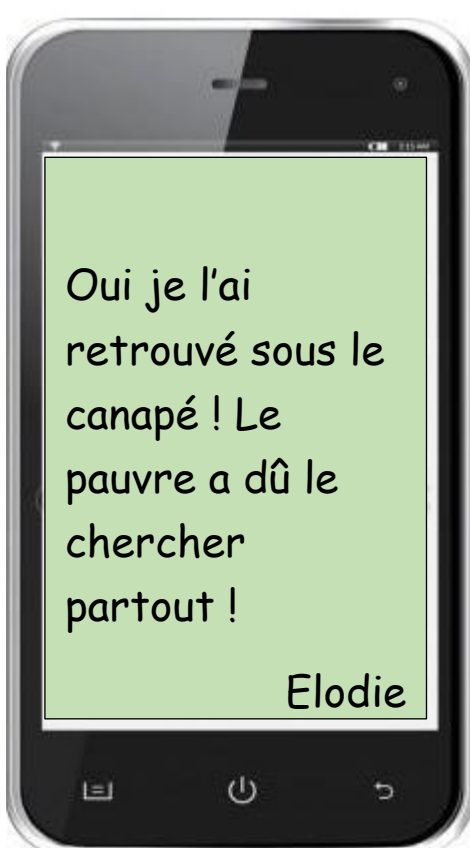 Oui je l'ai
retrouvé sous le
canapé ! Le
pauvre a dû le
chercher
partout !
Elodie